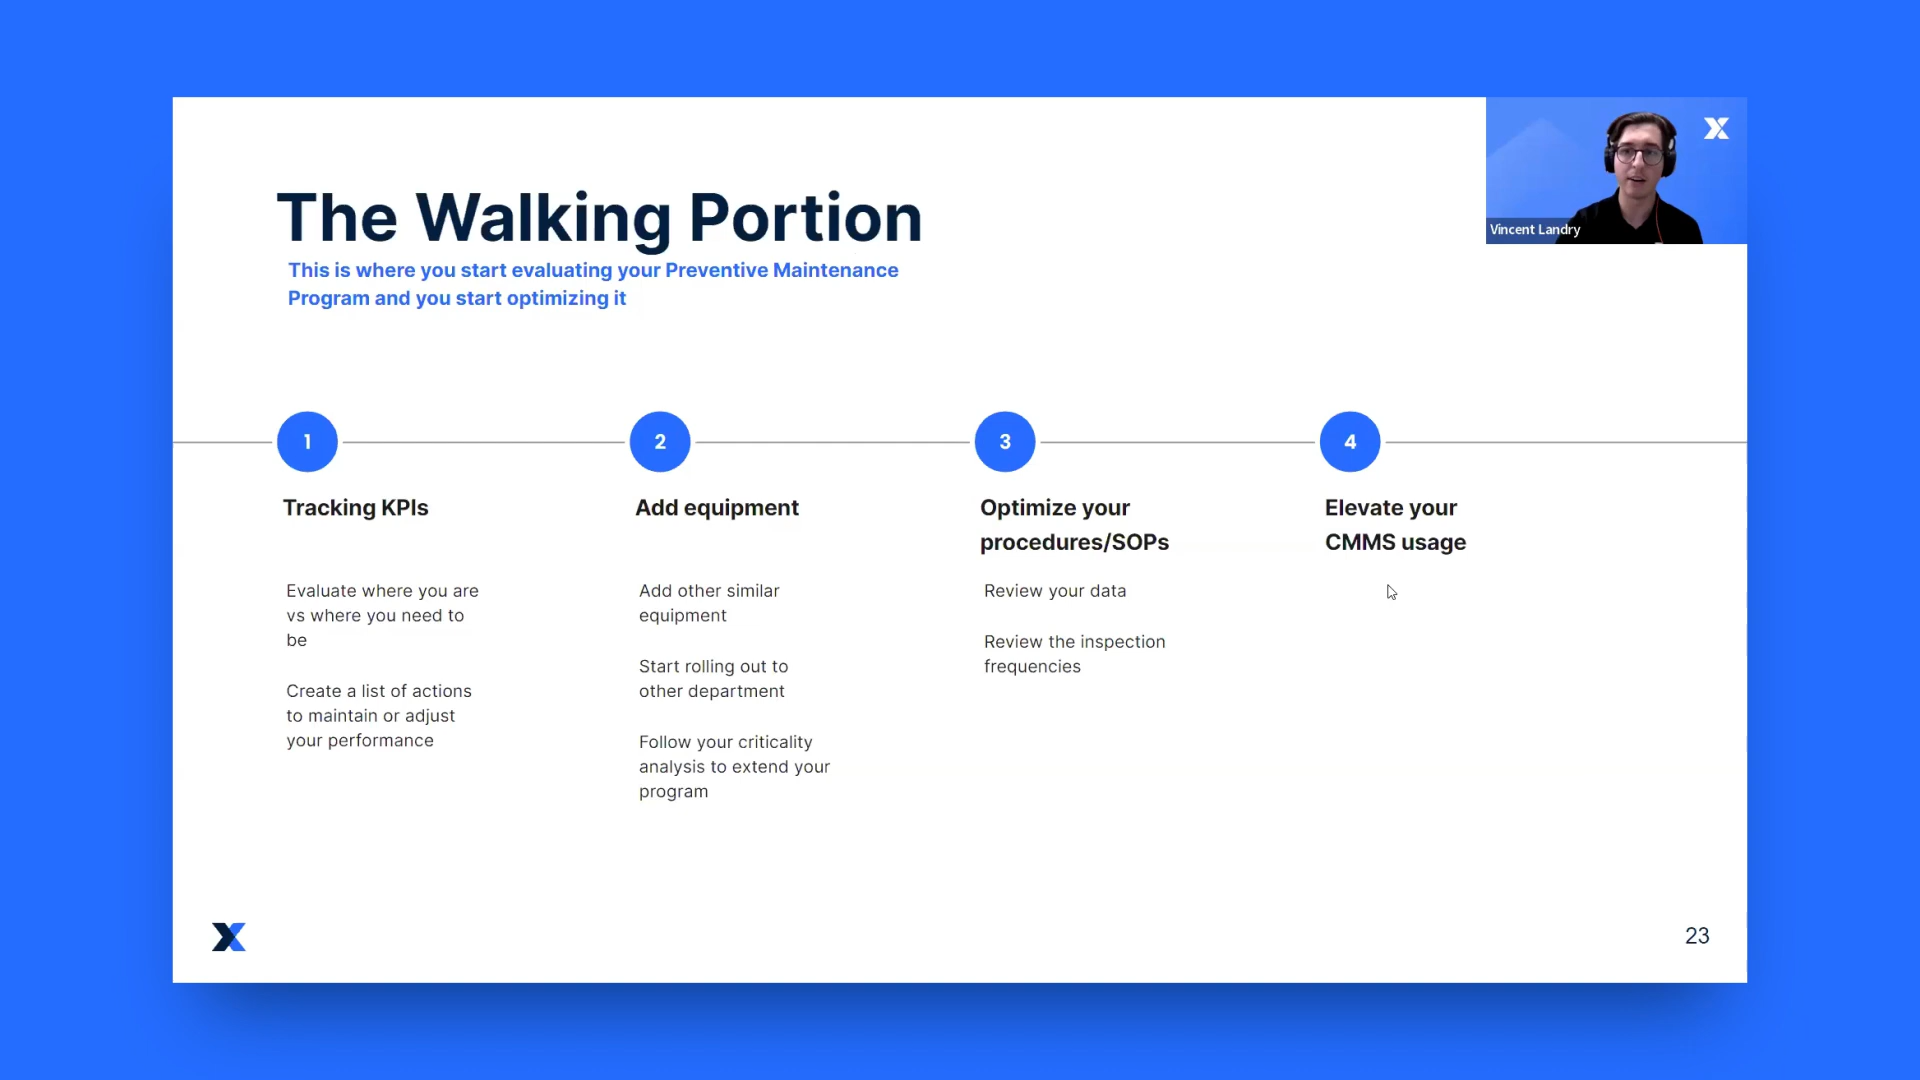 The Walking Portion
This is where you start evaluating your Preventive Maintenance
Program and you start optimizing it
Vincent Landry
1
Tracking KPIs
Evaluate where you are
vs where you need to
be
Create a list of actions
to maintain or adjust
your performance
2
Add equipment
Add other similar
equipment
Start rolling out to
other department
Follow your criticality
analysis to extend your
program
3
Optimize your
procedures/SOPs
Review your data
Review the inspection
frequencies
4
Elevate your
CMMS usage
23